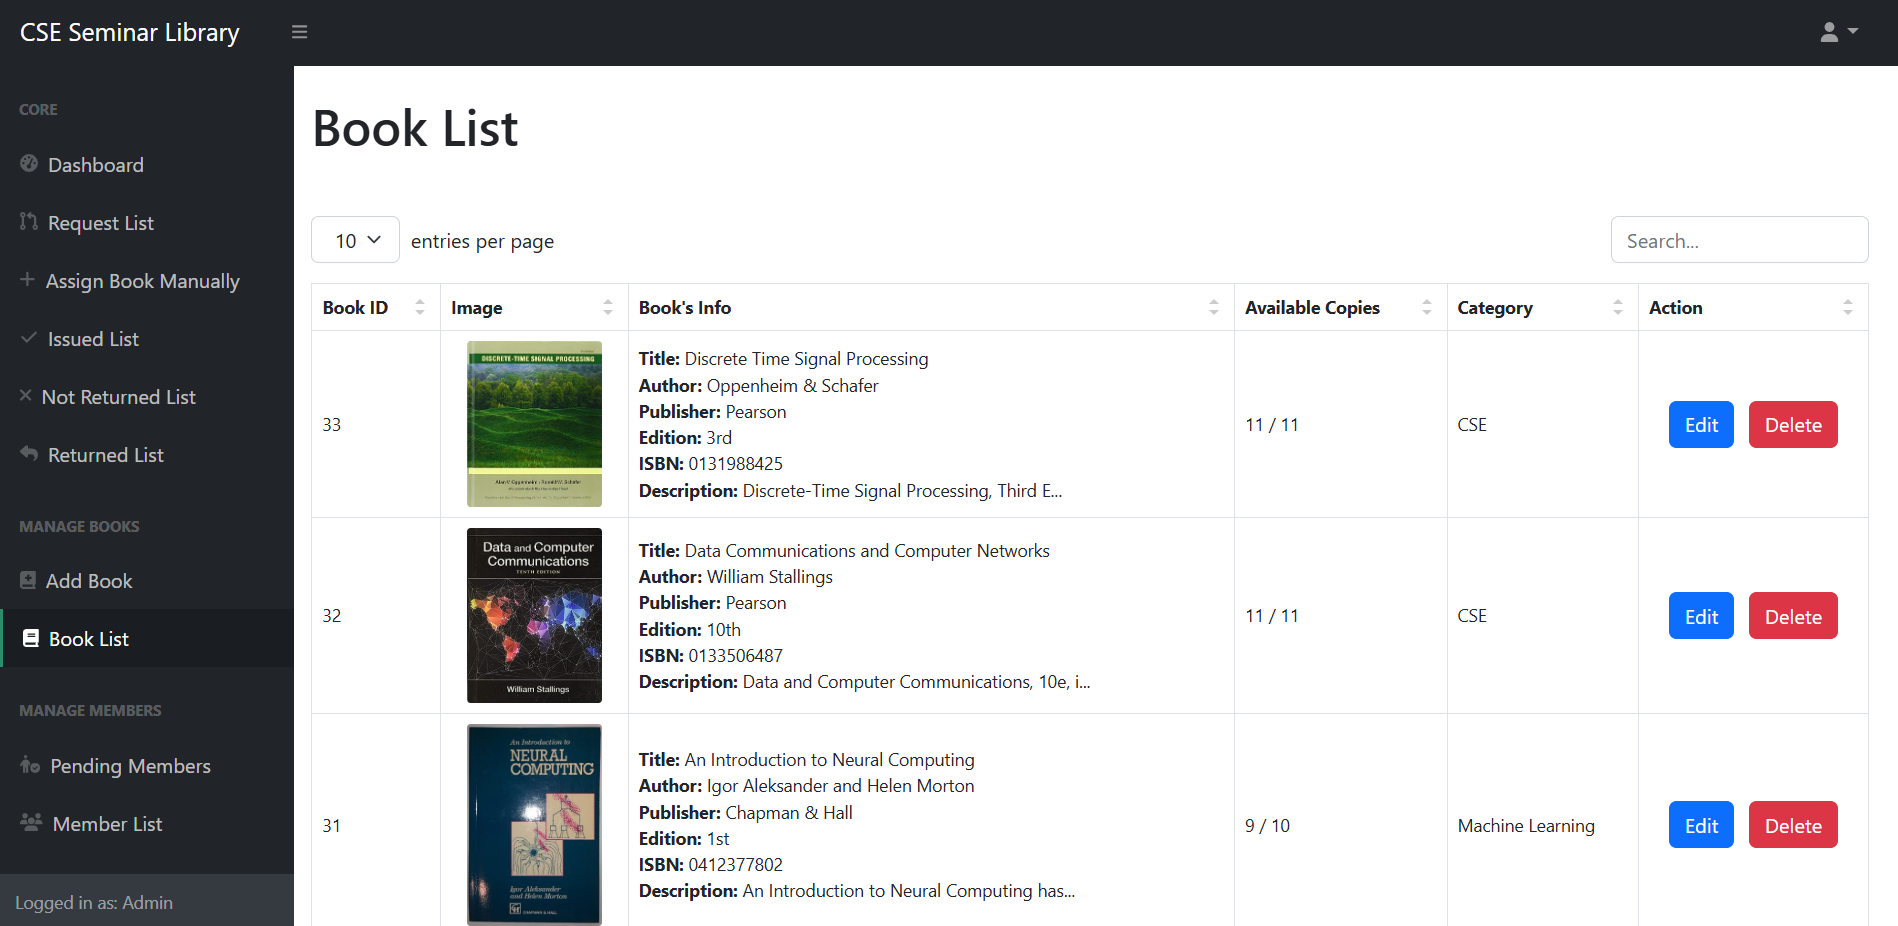 CSE Seminar Library
CORE
Dashboard
Request List
Assign Book Manually
Issued List
Not Returned List
Returned List
MANAGE BOOKS
Add Book
Book List
MANAGE MEMBERS
Pending Members
Member List
Logged in as: Admin
Book List
10 entries per page
Search...
Book ID Image Book's Info Available Copies Category Action
33
DISCRETE-TIME SIGNAL PROCESSING
Alan V. Oppenheim • Ronald W. Schafer
Title: Discrete Time Signal Processing
Author: Oppenheim & Schafer
Publisher: Pearson
Edition: 3rd
ISBN: 0131988425
Description: Discrete-Time Signal Processing, Third E...
11 / 11
CSE
Edit Delete
32
Data and Computer
Communications
TENTH EDITION
William Stallings
Title: Data Communications and Computer Networks
Author: William Stallings
Publisher: Pearson
Edition: 10th
ISBN: 0133506487
Description: Data and Computer Communications, 10e, i...
11 / 11
CSE
Edit Delete
31
An Introduction to
NEURAL
COMPUTING
Igor Aleksander
and Helen Morton
CHAPMAN & HALL
Title: An Introduction to Neural Computing
Author: Igor Aleksander and Helen Morton
Publisher: Chapman & Hall
Edition: 1st
ISBN: 0412377802
Description: An Introduction to Neural Computing has...
9 / 10
Machine Learning
Edit Delete